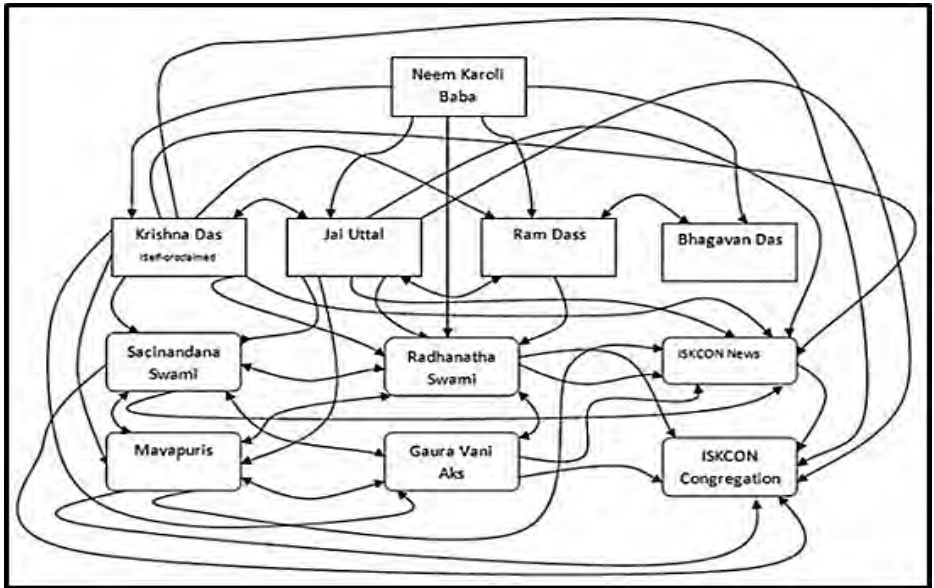 Neem Karoli
Baba
Krishna Das
(Self-proclaimed
Jai Uttal
Ram Dass
Bhagavan Das
Sacinandana
Swami
Radhanatha
Swami
ISKCON News
Mayapuris
Gaura Vani
Aks
ISKCON
Congregation